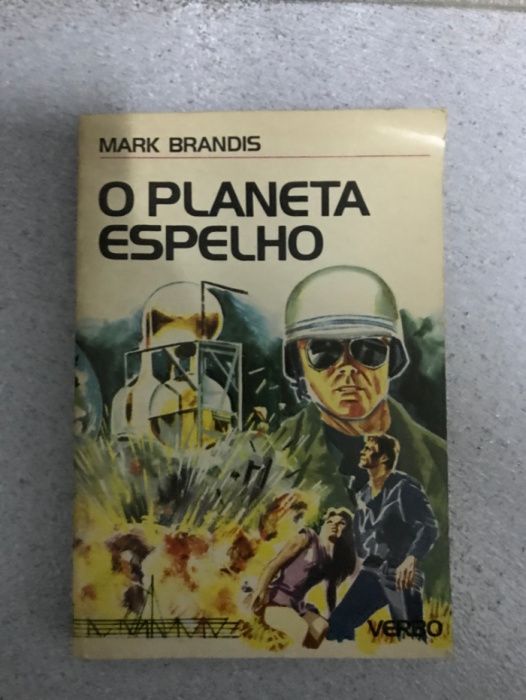 MARK BRANDIS
O PLANETA
ESPELHO
VERBO